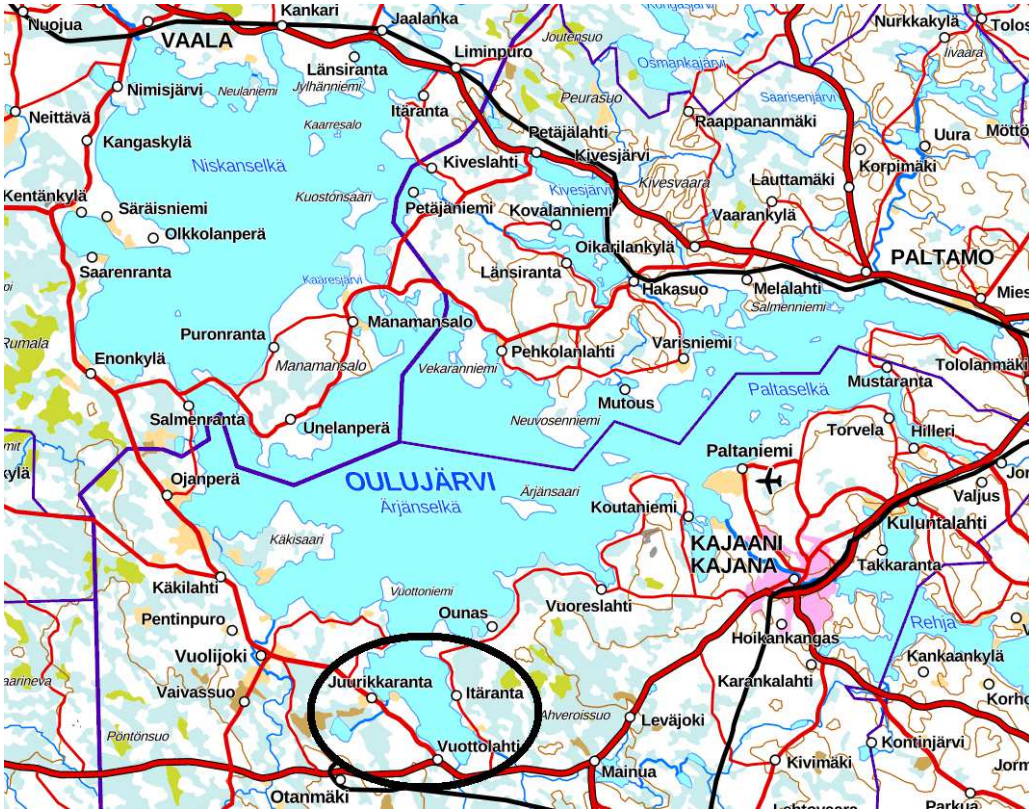 Nuojua
Kankari
Jaalanka
VAALA
Liminpuro
Länsiranta
Jylhänniemi
Neulaniemi
Nimisjärvi
Neittävä
Itäranta
Joutensuo
Osmankajärvi
Nurkkakylä
Iivaara
Peurasuo
Saarisenjärvi
Raappananmäki
Uura
Kangaskylä
Kaarresalo
Petäjälahti
Kivesjärvi
Korpimäki
Niskanselkä
Kiveslahti
Kivesjärvi
Kivesvaara
Lauttamäki
Kentänkylä
Säräisniemi
Kuostonsaari
Petäjäniemi
Kovalanniemi
Vaarankylä
Olkkolanperä
Oikarilankylä
Saarenranta
Länsiranta
PALTAMO
Kaaresjärvi
Hakasuo
Melalahti
Salmenniemi
Puronranta
Manamansalo
Rumala
Enonkylä
Manamansalo
Pehkolanlahti
Vekaranniemi
Varisniemi
Tololanmäki
Mustaranta
Mutous
Paltaselkä
Salmenranta
Unelanperä
Neuvosenniemi
Torvela
Hilleri
Paltaniemi
Ojanperä
OULUJÄRVI
Ärjänselkä
Ärjänsaari
Valjus
Koutaniemi
Kuluntalahti
Käkisaari
KAJAANI
KAJANA
Takkaranta
Käkilahti
Vuottoniemi
Vuoreslahti
Ounas
Pentinpuro
Hoikankangas
Rehja
Vuolijoki
Kankaankylä
Karankalahti
Vaivassuo
Juurikkaranta
Itäranta
Ahveroissuo
Leväjoki
Pöntönsuo
Vuottolahti
Kontinjärvi
Mainua
Kivimäki
Otanmäki
Parkua